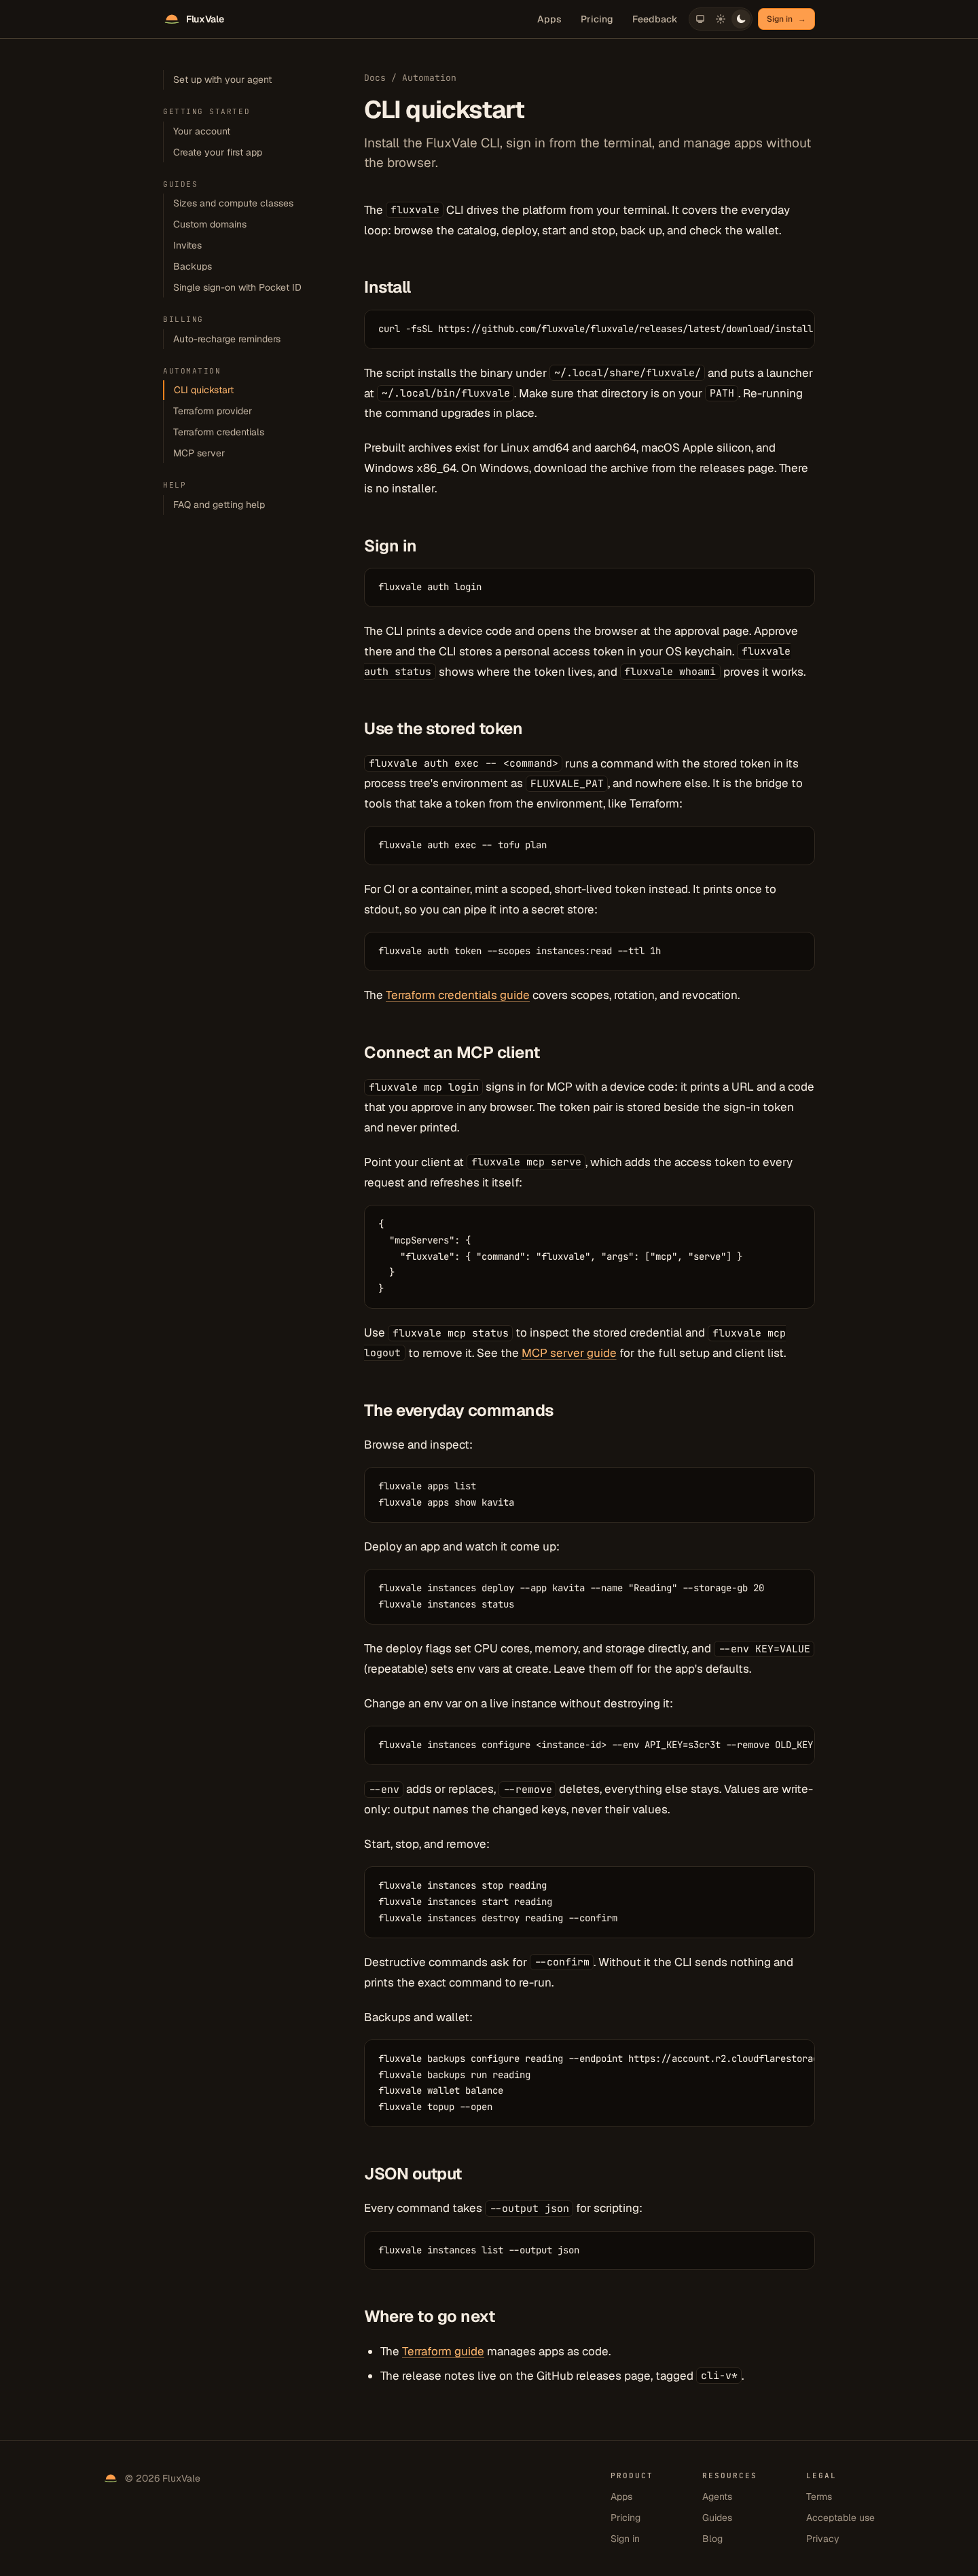 FluxVale
Apps
Pricing
Feedback
Sign in →
Set up with your agent
GETTING STARTED
Your account
Create your first app
GUIDES
Sizes and compute classes
Custom domains
Invites
Backups
Single sign-on with Pocket ID
BILLING
Auto-recharge reminders
AUTOMATION
CLI quickstart
Terraform provider
Terraform credentials
MCP server
HELP
FAQ and getting help
Docs / Automation
CLI quickstart
Install the FluxVale CLI, sign in from the terminal, and manage apps without
the browser.
The fluxvale CLI drives the platform from your terminal. It covers the everyday
loop: browse the catalog, deploy, start and stop, back up, and check the wallet.
Install
curl -fsSL https://github.com/fluxvale/fluxvale/releases/latest/download/install
The script installs the binary under ~/.local/share/fluxvale/ and puts a launcher
at ~/.local/bin/fluxvale. Make sure that directory is on your PATH. Re-running
the command upgrades in place.
Prebuilt archives exist for Linux amd64 and aarch64, macOS Apple silicon, and
Windows x86_64. On Windows, download the archive from the releases page. There
is no installer.
Sign in
fluxvale auth login
The CLI prints a device code and opens the browser at the approval page. Approve
there and the CLI stores a personal access token in your OS keychain. fluxvale
auth status shows where the token lives, and fluxvale whoami proves it works.
Use the stored token
fluxvale auth exec -- <command> runs a command with the stored token in its
process tree's environment as FLUXVALE_PAT, and nowhere else. It is the bridge to
tools that take a token from the environment, like Terraform:
fluxvale auth exec -- tofu plan
For CI or a container, mint a scoped, short-lived token instead. It prints once to
stdout, so you can pipe it into a secret store:
fluxvale auth token --scopes instances:read --ttl 1h
The Terraform credentials guide covers scopes, rotation, and revocation.
Connect an MCP client
fluxvale mcp login signs in for MCP with a device code: it prints a URL and a code
that you approve in any browser. The token pair is stored beside the sign-in token
and never printed.
Point your client at fluxvale mcp serve, which adds the access token to every
request and refreshes it itself:
{
"mcpServers": {
"fluxvale": { "command": "fluxvale", "args": ["mcp", "serve"] }
}
}
Use fluxvale mcp status to inspect the stored credential and fluxvale mcp
logout to remove it. See the MCP server guide for the full setup and client list.
The everyday commands
Browse and inspect:
fluxvale apps list
fluxvale apps show kavita
Deploy an app and watch it come up:
fluxvale instances deploy --app kavita --name "Reading" --storage-gb 20
fluxvale instances status
The deploy flags set CPU cores, memory, and storage directly, and --env KEY=VALUE
(repeatable) sets env vars at create. Leave them off for the app's defaults.
Change an env var on a live instance without destroying it:
fluxvale instances configure <instance-id> --env API_KEY=s3cr3t --remove OLD_KEY
--env adds or replaces, --remove deletes, everything else stays. Values are write-
only: output names the changed keys, never their values.
Start, stop, and remove:
fluxvale instances stop reading
fluxvale instances start reading
fluxvale instances destroy reading --confirm
Destructive commands ask for --confirm. Without it the CLI sends nothing and
prints the exact command to re-run.
Backups and wallet:
fluxvale backups configure reading --endpoint https://account.r2.cloudflarestora
fluxvale backups run reading
fluxvale wallet balance
fluxvale topup --open
JSON output
Every command takes --output json for scripting:
fluxvale instances list --output json
Where to go next
• The Terraform guide manages apps as code.
• The release notes live on the GitHub releases page, tagged cli-v*.
© 2026 FluxVale
PRODUCT
Apps
Pricing
Sign in
RESOURCES
Agents
Guides
Blog
LEGAL
Terms
Acceptable use
Privacy